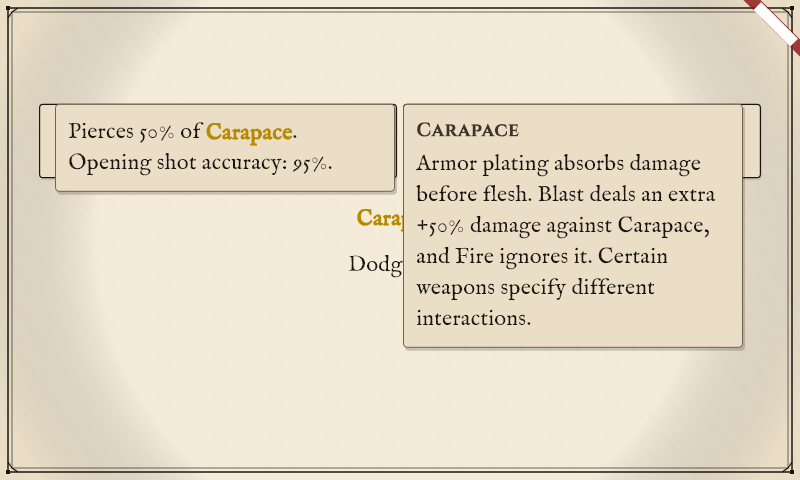 Pierces 50% of Carapace.
Opening shot accuracy: 95%.
CARAPACE
Armor plating absorbs damage
before flesh. Blast deals an extra
+50% damage against Carapace,
and Fire ignores it. Certain
weapons specify different
interactions.